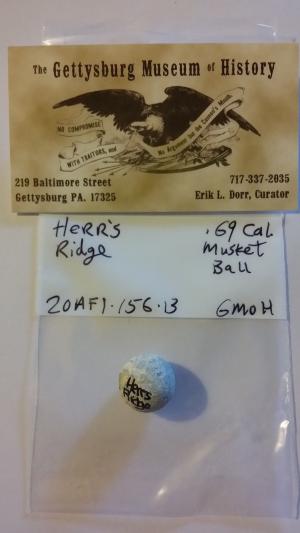 The Gettysburg Museum of History
NO COMPROMISE
WITH TRAITORS, and
No Argument but the Cannon's Mouth.
219 Baltimore Street
717-337-2035
Gettysburg PA. 17325
Erik L. Dorr, Curator
HERR'S
Ridge
.69 Cal
Musket
Ball
20AF1.156.13
GMOH
Herrs
Ridge